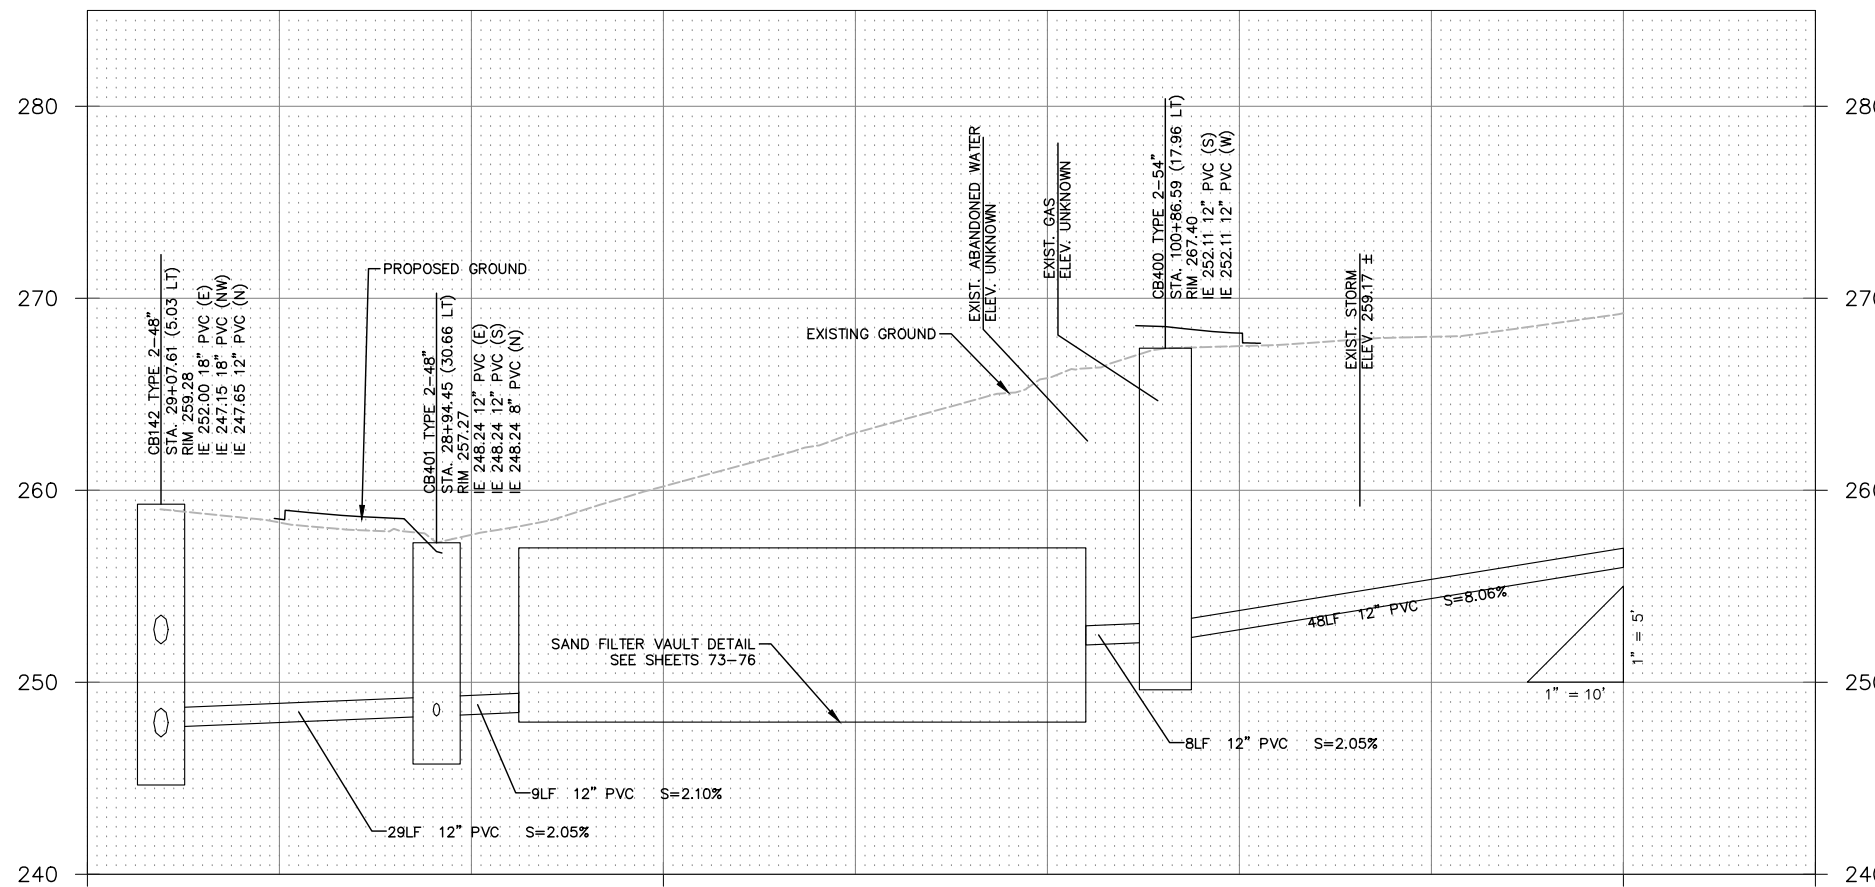 280
270
260
250
240
CB142 TYPE 2-48"
STA. 29+07.61 (5.03 LT)
RIM 259.28
IE 252.00 18" PVC (E)
IE 247.15 18" PVC (NW)
IE 247.65 12" PVC (N)
PROPOSED GROUND
CB401 TYPE 2-48"
STA. 28+94.45 (30.66 LT)
RIM 257.27
IE 248.24 12" PVC (E)
IE 248.24 12" PVC (S)
IE 248.24 8" PVC (N)
EXISTING GROUND
EXIST. ABANDONED WATER
ELEV. UNKNOWN
EXIST. GAS
ELEV. UNKNOWN
CB400 TYPE 2-54"
STA. 100+86.59 (17.96 LT)
RIM 267.40
IE 252.11 12" PVC (S)
IE 252.11 12" PVC (W)
EXIST. STORM
ELEV. 259.17 ±
SAND FILTER VAULT DETAIL
SEE SHEETS 73-76
48LF 12" PVC S=8.06%
1" = 5'
1" = 10'
8LF 12" PVC S=2.05%
9LF 12" PVC S=2.10%
29LF 12" PVC S=2.05%
280
270
260
250
240